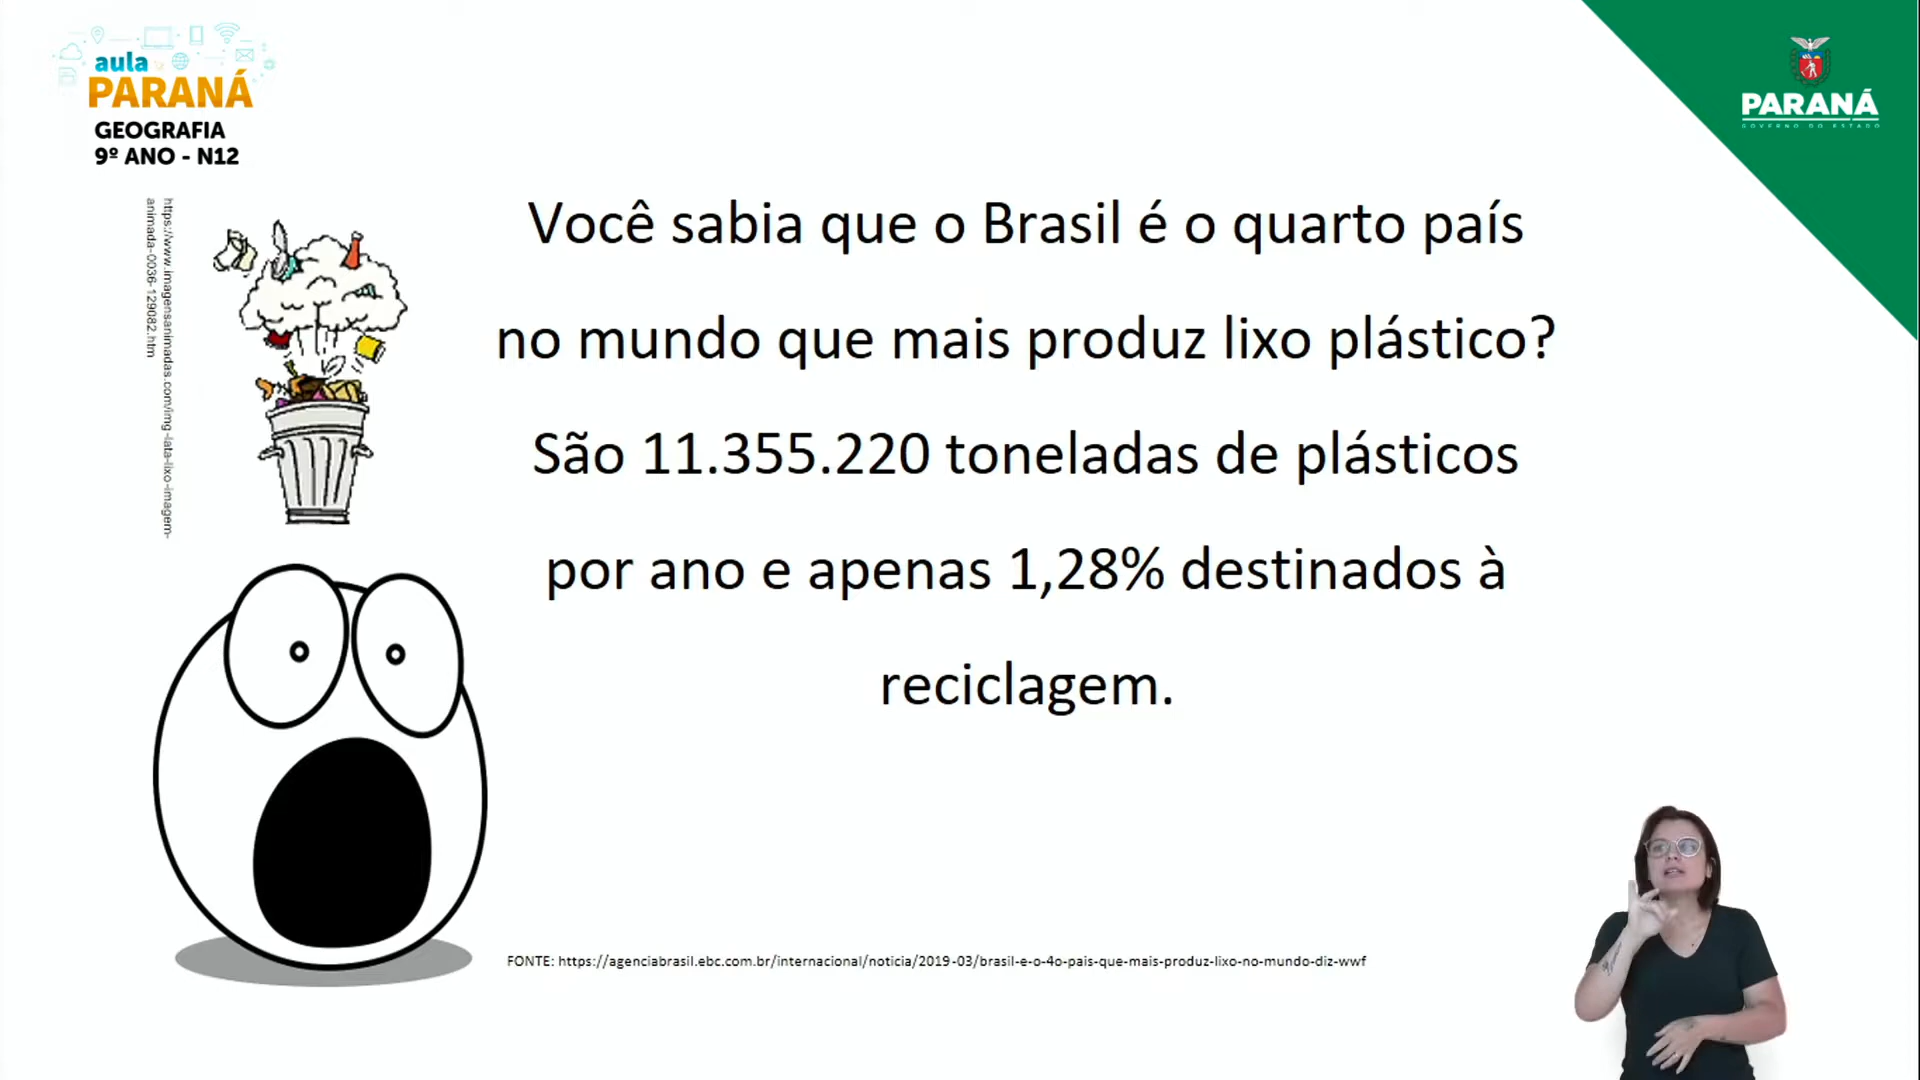 aula
PARANÁ
GEOGRAFIA
9º ANO - N12
PARANÁ
GOVERNO DO ESTADO
https://www.imagensanimadas.com/img-lata-lixo-imagem-
animada-0036-129082.htm
Você sabia que o Brasil é o quarto país
no mundo que mais produz lixo plástico?
São 11.355.220 toneladas de plásticos
por ano e apenas 1,28% destinados à
reciclagem.
FONTE: https://agenciabrasil.ebc.com.br/internacional/noticia/2019-03/brasil-e-o-4o-pais-que-mais-produz-lixo-no-mundo-diz-wwf